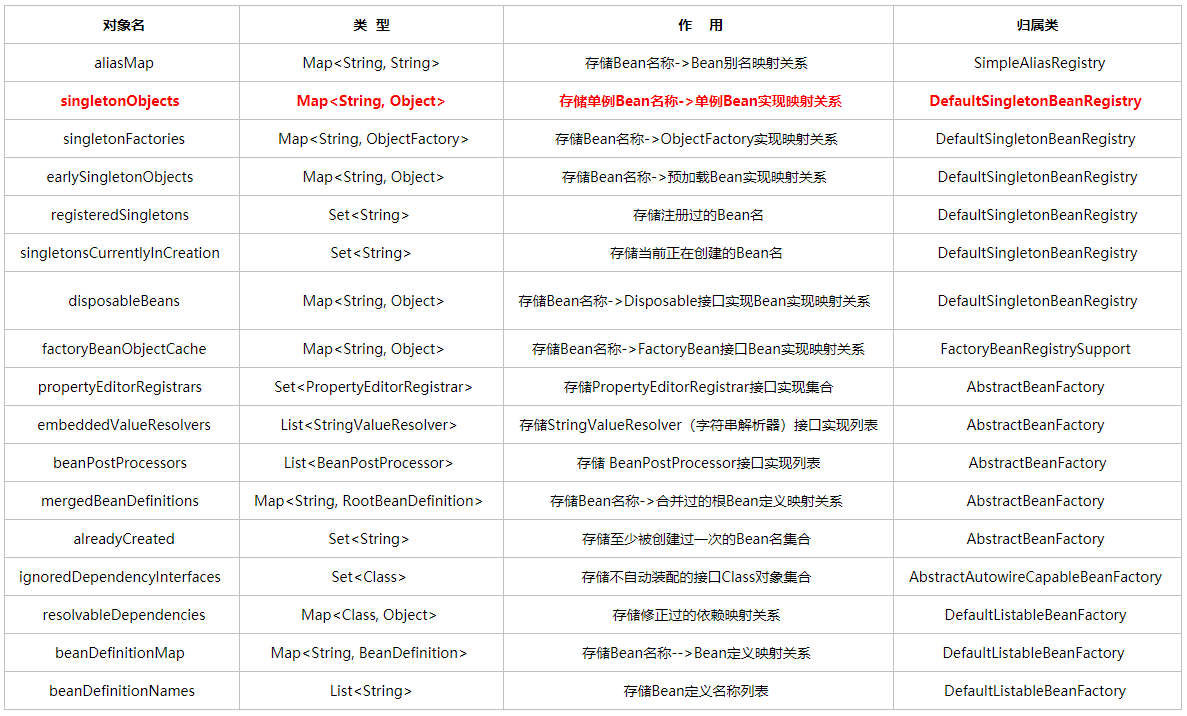 对象名 类 型 作 用 归属类
aliasMap Map<String, String> 存储Bean名称->Bean别名映射关系 SimpleAliasRegistry
singletonObjects Map<String, Object> 存储单例Bean名称->单例Bean实现映射关系 DefaultSingletonBeanRegistry
singletonFactories Map<String, ObjectFactory> 存储Bean名称->ObjectFactory实现映射关系 DefaultSingletonBeanRegistry
earlySingletonObjects Map<String, Object> 存储Bean名称->预加载Bean实现映射关系 DefaultSingletonBeanRegistry
registeredSingletons Set<String> 存储注册过的Bean名 DefaultSingletonBeanRegistry
singletonsCurrentlyInCreation Set<String> 存储当前正在创建的Bean名 DefaultSingletonBeanRegistry
disposableBeans Map<String, Object> 存储Bean名称->Disposable接口实现Bean实现映射关系 DefaultSingletonBeanRegistry
factoryBeanObjectCache Map<String, Object> 存储Bean名称->FactoryBean接口Bean实现映射关系 FactoryBeanRegistrySupport
propertyEditorRegistrars Set<PropertyEditorRegistrar> 存储PropertyEditorRegistrar接口实现集合 AbstractBeanFactory
embeddedValueResolvers List<StringValueResolver> 存储StringValueResolver（字符串解析器）接口实现列表 AbstractBeanFactory
beanPostProcessors List<BeanPostProcessor> 存储 BeanPostProcessor接口实现列表 AbstractBeanFactory
mergedBeanDefinitions Map<String, RootBeanDefinition> 存储Bean名称->合并过的根Bean定义映射关系 AbstractBeanFactory
alreadyCreated Set<String> 存储至少被创建过一次的Bean名集合 AbstractBeanFactory
ignoredDependencyInterfaces Set<Class> 存储不自动装配的接口Class对象集合 AbstractAutowireCapableBeanFactory
resolvableDependencies Map<Class, Object> 存储修正过的依赖映射关系 DefaultListableBeanFactory
beanDefinitionMap Map<String, BeanDefinition> 存储Bean名称-->Bean定义映射关系 DefaultListableBeanFactory
beanDefinitionNames List<String> 存储Bean定义名称列表 DefaultListableBeanFactory